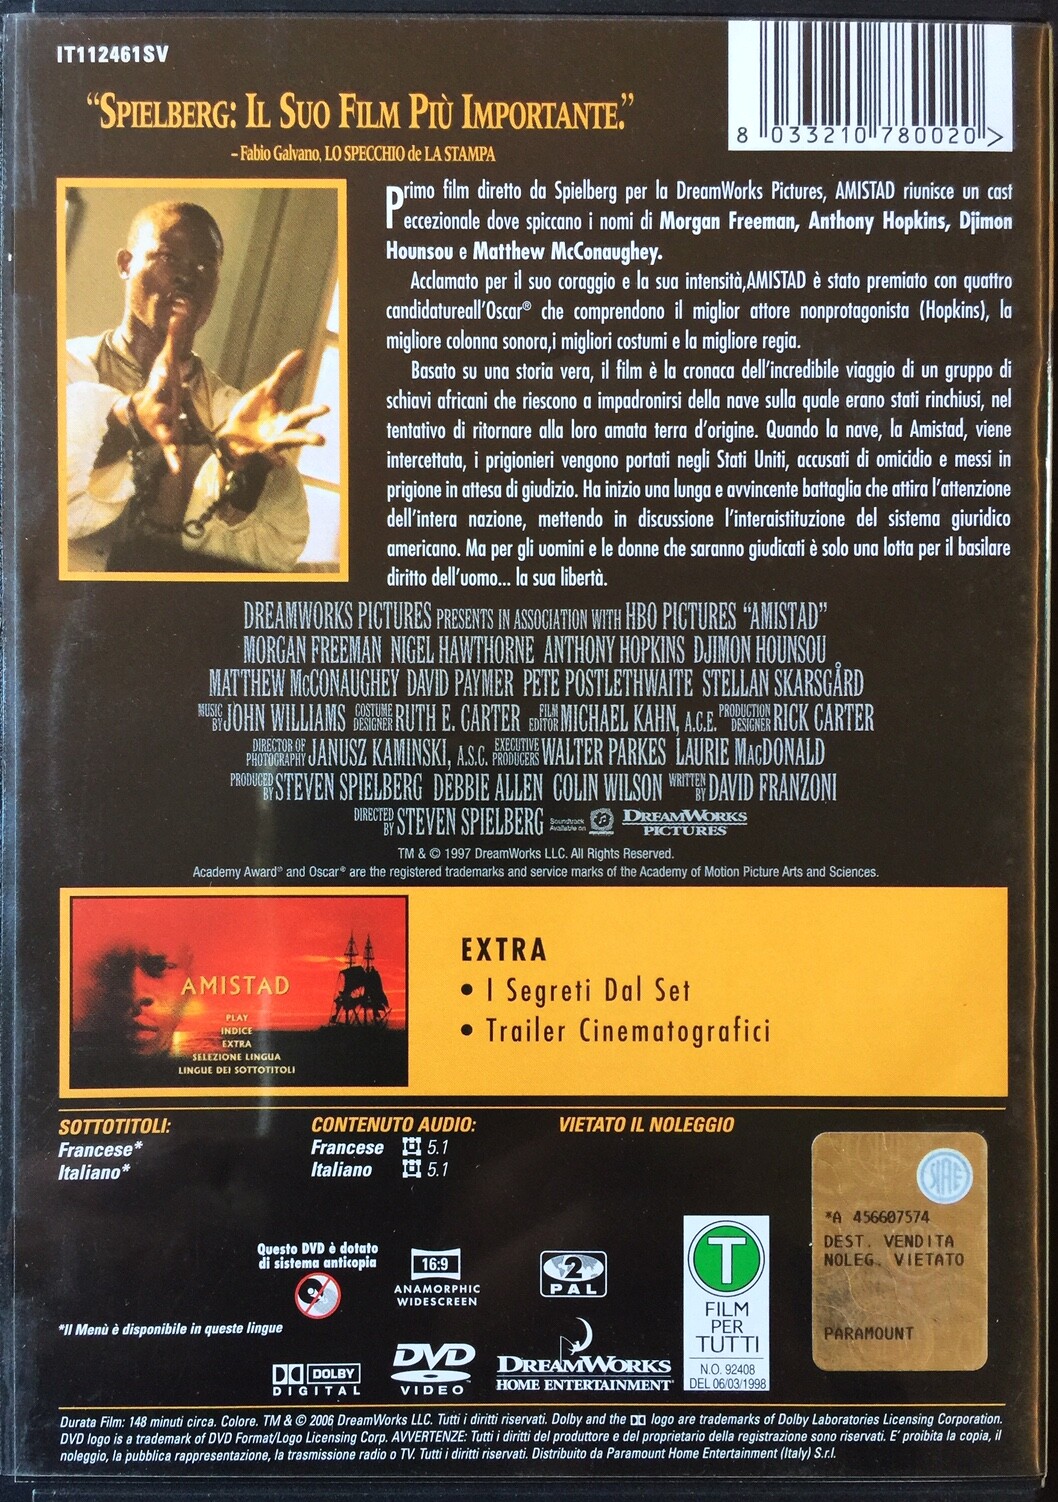 IT112461SV
8 033210 780020 >
“SPIELBERG: IL SUO FILM PIÙ IMPORTANTE.”
– Fabio Galvano, LO SPECCHIO de LA STAMPA
Primo film diretto da Spielberg per la DreamWorks Pictures, AMISTAD riunisce un cast
eccezionale dove spiccano i nomi di Morgan Freeman, Anthony Hopkins, Djimon
Hounsou e Matthew McConaughey.
Acclamato per il suo coraggio e la sua intensità,AMISTAD è stato premiato con quattro
candidatureall’Oscar® che comprendono il miglior attore nonprotagonista (Hopkins), la
migliore colonna sonora,i migliori costumi e la migliore regia.
Basato su una storia vera, il film è la cronaca dell’incredibile viaggio di un gruppo di
schiavi africani che riescono a impadronirsi della nave sulla quale erano stati rinchiusi, nel
tentativo di ritornare alla loro amata terra d’origine. Quando la nave, la Amistad, viene
intercettata, i prigionieri vengono portati negli Stati Uniti, accusati di omicidio e messi in
prigione in attesa di giudizio. Ha inizio una lunga e avvincente battaglia che attira l’attenzione
dell’intera nazione, mettendo in discussione l’interaistituzione del sistema giuridico
americano. Ma per gli uomini e le donne che saranno giudicati è solo una lotta per il basilare
diritto dell’uomo... la sua libertà.
DREAMWORKS PICTURES PRESENTS IN ASSOCIATION WITH HBO PICTURES “AMISTAD”
MORGAN FREEMAN NIGEL HAWTHORNE ANTHONY HOPKINS DJIMON HOUNSOU
MATTHEW McCONAUGHEY DAVID PAYMER PETE POSTLETHWAITE STELLAN SKARSGÅRD
MUSIC BY JOHN WILLIAMS COSTUME DESIGNER RUTH E. CARTER FILM EDITOR MICHAEL KAHN, A.C.E. PRODUCTION DESIGNER RICK CARTER
DIRECTOR OF PHOTOGRAPHY JANUSZ KAMINSKI, A.S.C. EXECUTIVE PRODUCERS WALTER PARKES LAURIE MacDONALD
PRODUCED BY STEVEN SPIELBERG DEBBIE ALLEN COLIN WILSON WRITTEN BY DAVID FRANZONI
DIRECTED BY STEVEN SPIELBERG Soundtrack Available on DREAMWORKS PICTURES
TM & © 1997 DreamWorks LLC. All Rights Reserved.
Academy Award® and Oscar® are the registered trademarks and service marks of the Academy of Motion Picture Arts and Sciences.
AMISTAD
PLAY
INDICE
EXTRA
SELEZIONE LINGUA
LINGUE DEI SOTTOTITOLI
EXTRA
• I Segreti Dal Set
• Trailer Cinematografici
SOTTOTITOLI:
Francese*
Italiano*
CONTENUTO AUDIO:
Francese 5.1
Italiano 5.1
VIETATO IL NOLEGGIO
SIAE
*A 456607574
DEST. VENDITA
NOLEG. VIETATO
PARAMOUNT
Questo DVD è dotato
di sistema anticopia
16:9
ANAMORPHIC
WIDESCREEN
2
PAL
T
FILM
PER
TUTTI
N.O. 92408
DEL 06/03/1998
*Il Menù è disponibile in queste lingue
DOLBY
DIGITAL
DVD
VIDEO
DREAMWORKS
HOME ENTERTAINMENT
Durata Film: 148 minuti circa. Colore. TM & © 2006 DreamWorks LLC. Tutti i diritti riservati. Dolby and the logo are trademarks of Dolby Laboratories Licensing Corporation.
DVD logo is a trademark of DVD Format/Logo Licensing Corp. AVVERTENZE: Tutti i diritti del produttore e del proprietario della registrazione sono riservati. E’ proibita la copia, il
noleggio, la pubblica rappresentazione, la trasmissione radio o TV. Tutti i diritti riservati. Distribuito da Paramount Home Entertainment (Italy) S.r.l.